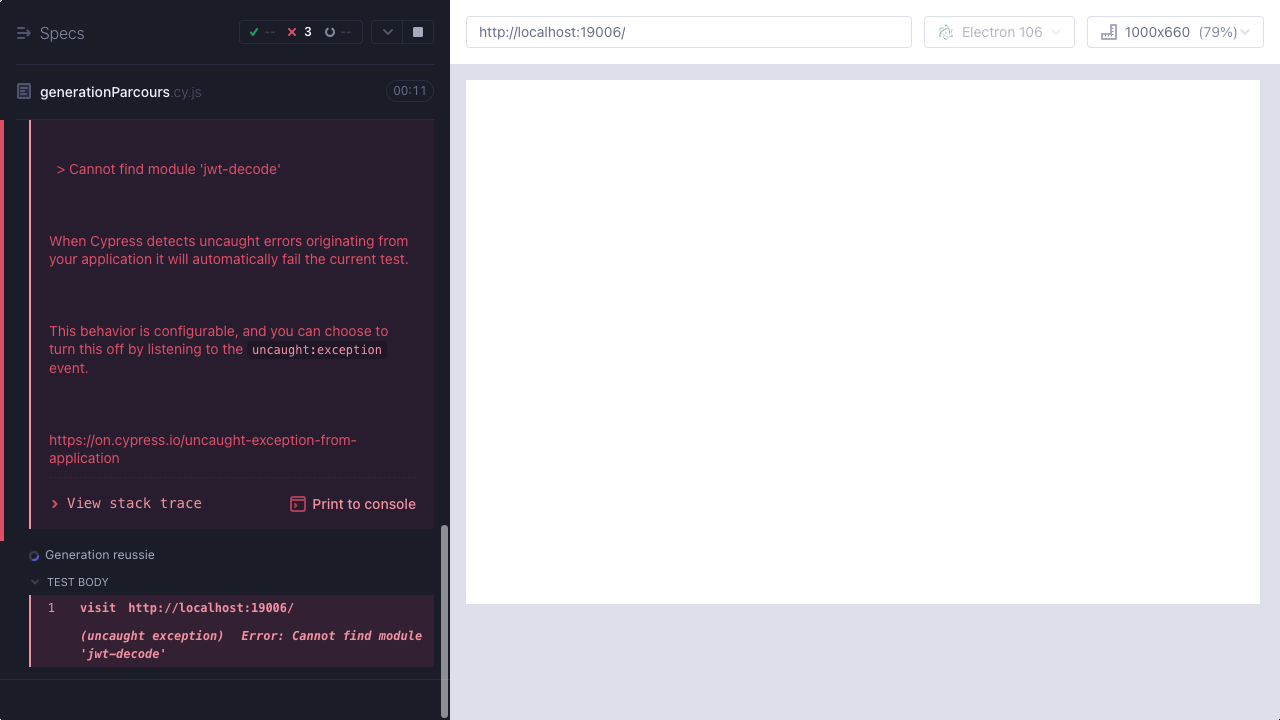 Specs
-- 3 --
generationParcours.cy.js
00:11
> Cannot find module 'jwt-decode'
When Cypress detects uncaught errors originating from
your application it will automatically fail the current test.
This behavior is configurable, and you can choose to
turn this off by listening to the uncaught:exception
event.
https://on.cypress.io/uncaught-exception-from-
application
View stack trace
Print to console
Generation reussie
TEST BODY
1 visit http://localhost:19006/
(uncaught exception) Error: Cannot find module
'jwt-decode'
http://localhost:19006/
Electron 106
1000x660 (79%)